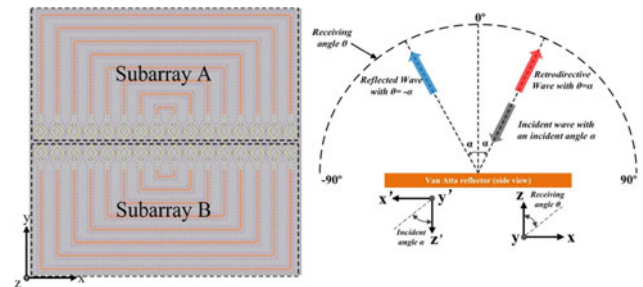 Subarray A
Subarray B
y
z
x
Receiving
angle θ
0°
Reflected Wave
with θ= -α
Retrodirective
Wave with θ=α
Incident wave with
an incident angle α
α
α
-90°
90°
Van Atta reflector (side view)
x'
y'
Incident
angle α
z'
z
Receiving
angle θ
y
x